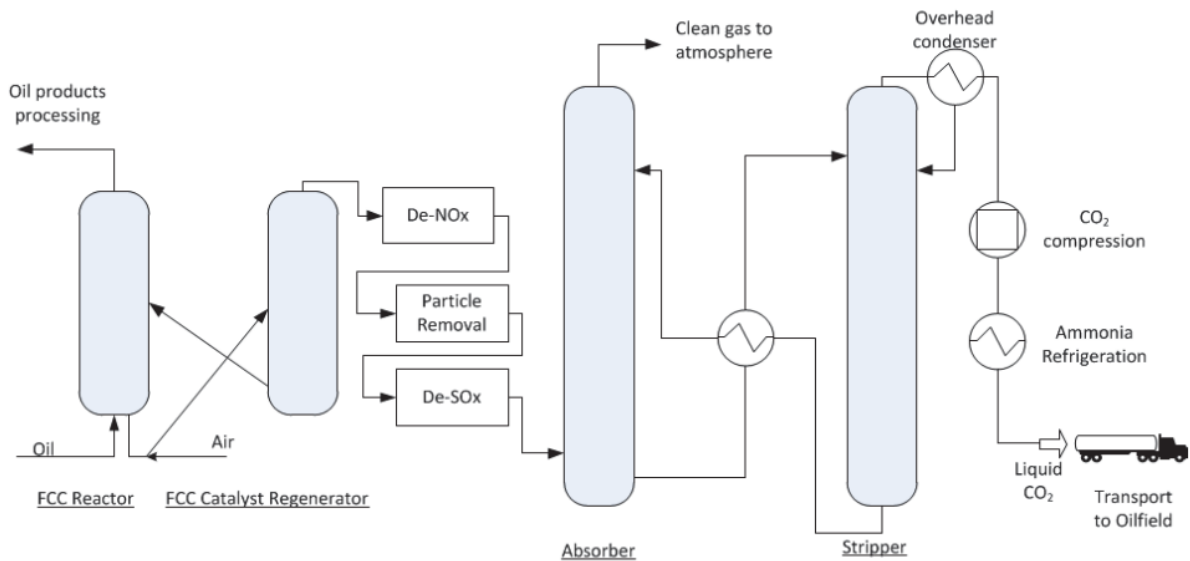 Oil products
processing
Clean gas to
atmosphere
Overhead
condenser
De-NOx
Particle
Removal
De-SOx
CO₂
compression
Ammonia
Refrigeration
Oil
Air
Liquid
CO₂
Transport
to Oilfield
FCC Reactor
FCC Catalyst Regenerator
Absorber
Stripper